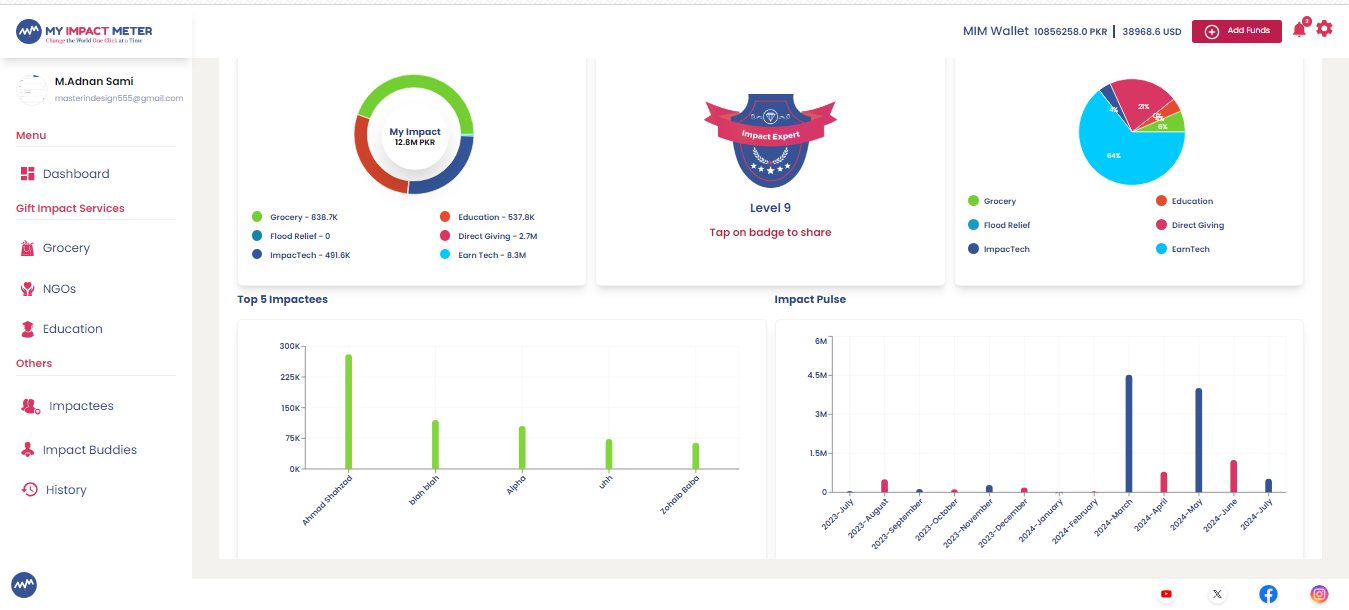 MY IMPACT METER
Change the World One Click at a Time
MIM Wallet 10856258.0 PKR | 38968.6 USD
Add Funds
2
M.Adnan Sami
masterindesign555@gmail.com
Menu
Dashboard
Gift Impact Services
Grocery
NGOs
Education
Others
Impactees
Impact Buddies
History
My Impact
12.8M PKR
Grocery - 838.7K
Education - 537.8K
Flood Relief - 0
Direct Giving - 2.7M
ImpacTech - 491.6K
Earn Tech - 8.3M
Impact Expert
Level 9
Tap on badge to share
4%
21%
6%
64%
Grocery
Education
Flood Relief
Direct Giving
ImpacTech
EarnTech
Top 5 Impactees
300K
225K
150K
75K
0K
Ahmad Shahzad
blah blah
Alpha
uhh
Zohaib Baba
Impact Pulse
6M
4.5M
3M
1.5M
0
2023-July
2023-August
2023-September
2023-October
2023-November
2023-December
2024-January
2024-February
2024-March
2024-April
2024-May
2024-June
2024-July